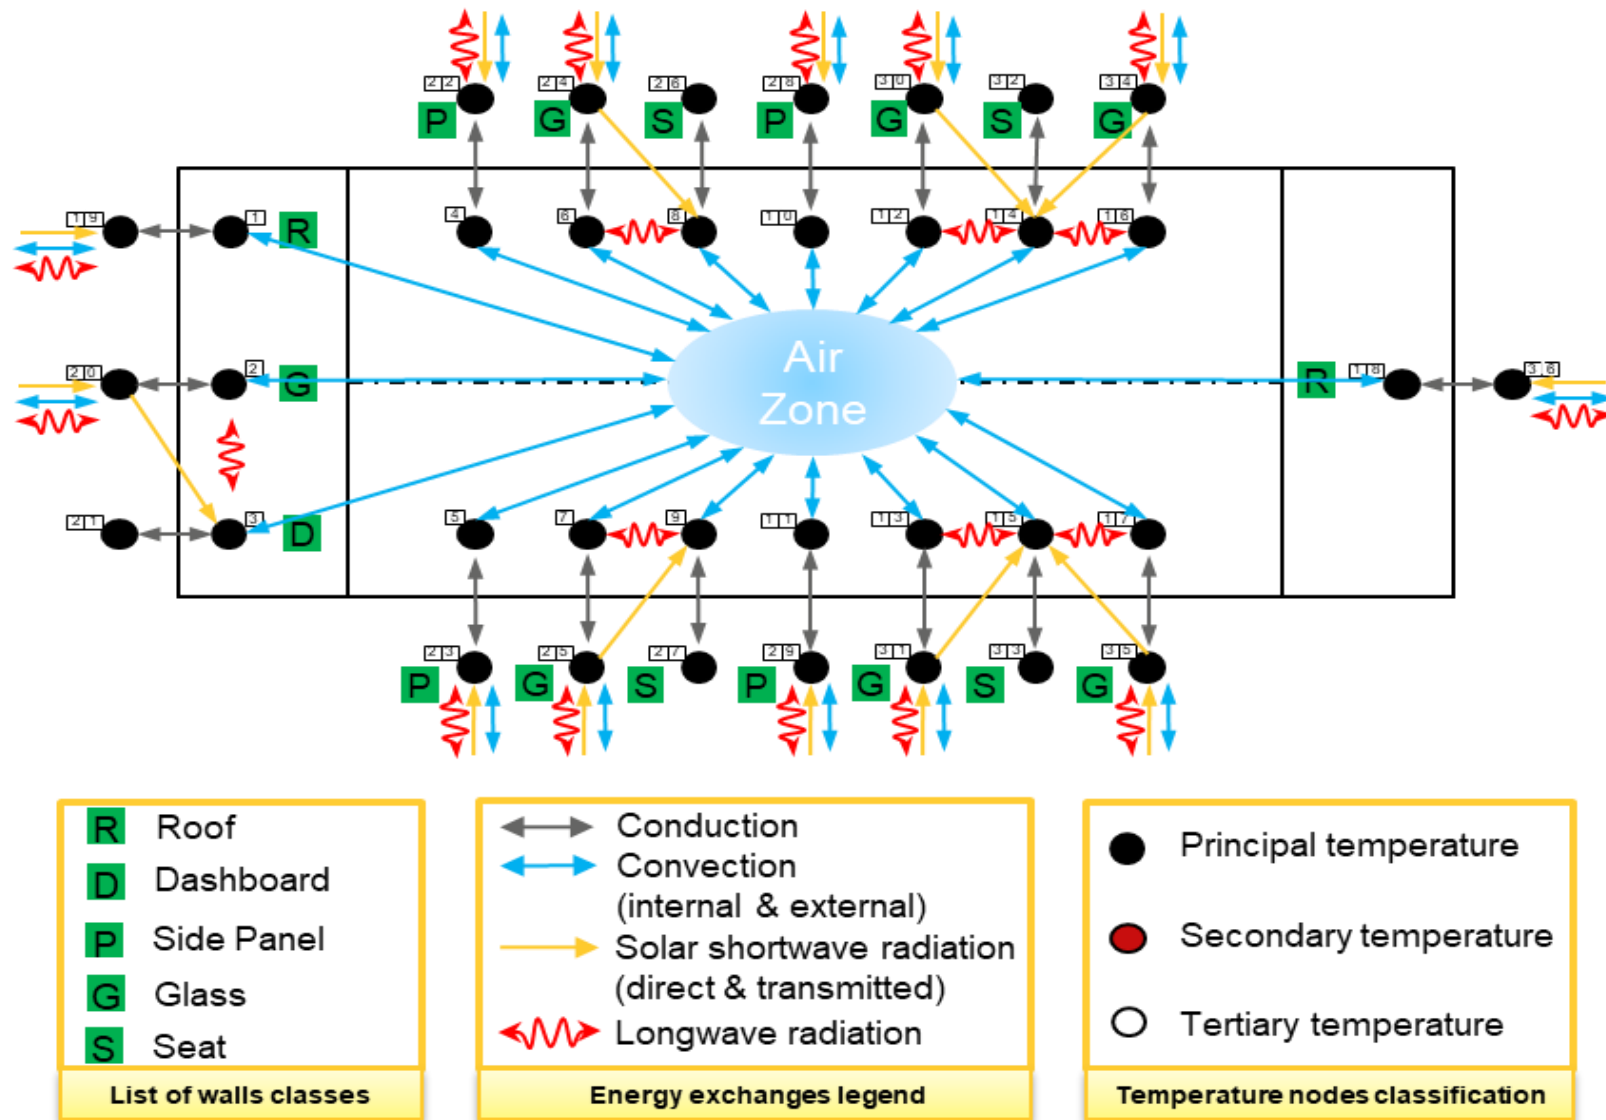 22 24 26 28 30 32 34
P G S P G S G
19 1 R 4 6 8 10 12 14 16
Air
20 2 G R 18 36
Zone
21 3 D 5 7 9 11 13 15 17
23 25 27 29 31 33 35
P G S P G S G
R Roof
D Dashboard
P Side Panel
G Glass
S Seat
List of walls classes
Conduction
Convection
(internal & external)
Solar shortwave radiation
(direct & transmitted)
Longwave radiation
Energy exchanges legend
Principal temperature
Secondary temperature
Tertiary temperature
Temperature nodes classification